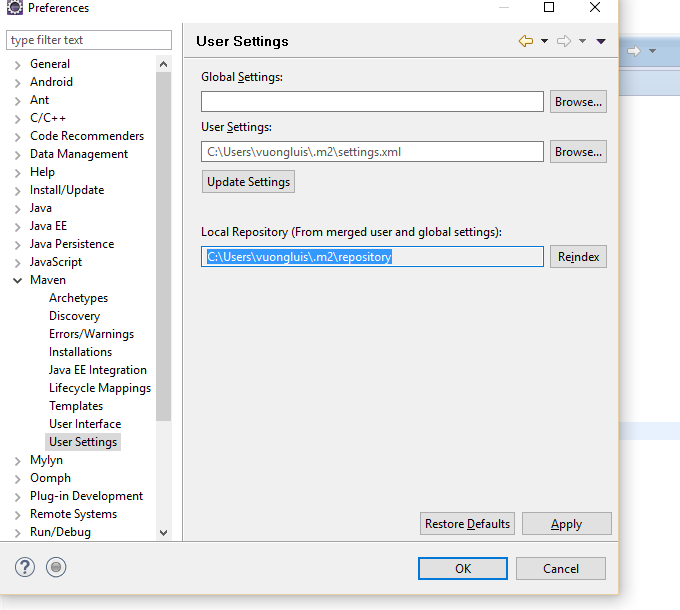 Preferences
type filter text
General
Android
Ant
C/C++
Code Recommenders
Data Management
Help
Install/Update
Java
Java EE
Java Persistence
JavaScript
Maven
Archetypes
Discovery
Errors/Warnings
Installations
Java EE Integration
Lifecycle Mappings
Templates
User Interface
User Settings
Mylyn
Oomph
Plug-in Development
Remote Systems
Run/Debug
User Settings
Global Settings:
Browse...
User Settings:
C:\Users\vuongluis\.m2\settings.xml
Browse...
Update Settings
Local Repository (From merged user and global settings):
C:\Users\vuongluis\.m2\repository
Reindex
Restore Defaults
Apply
?
OK
Cancel